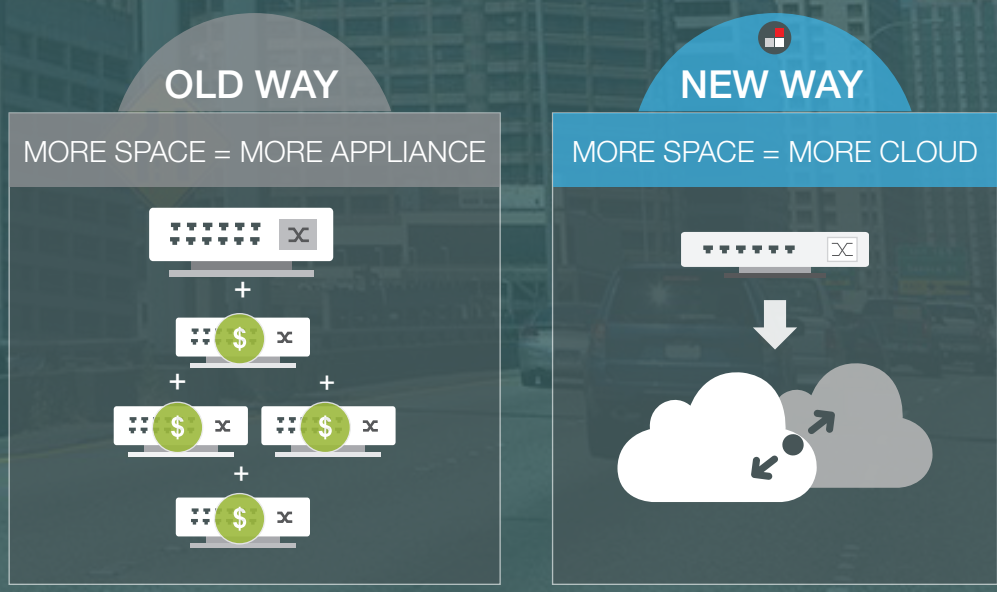 OLD WAY
MORE SPACE = MORE APPLIANCE
+
$
+ +
$ $
+
$
NEW WAY
MORE SPACE = MORE CLOUD